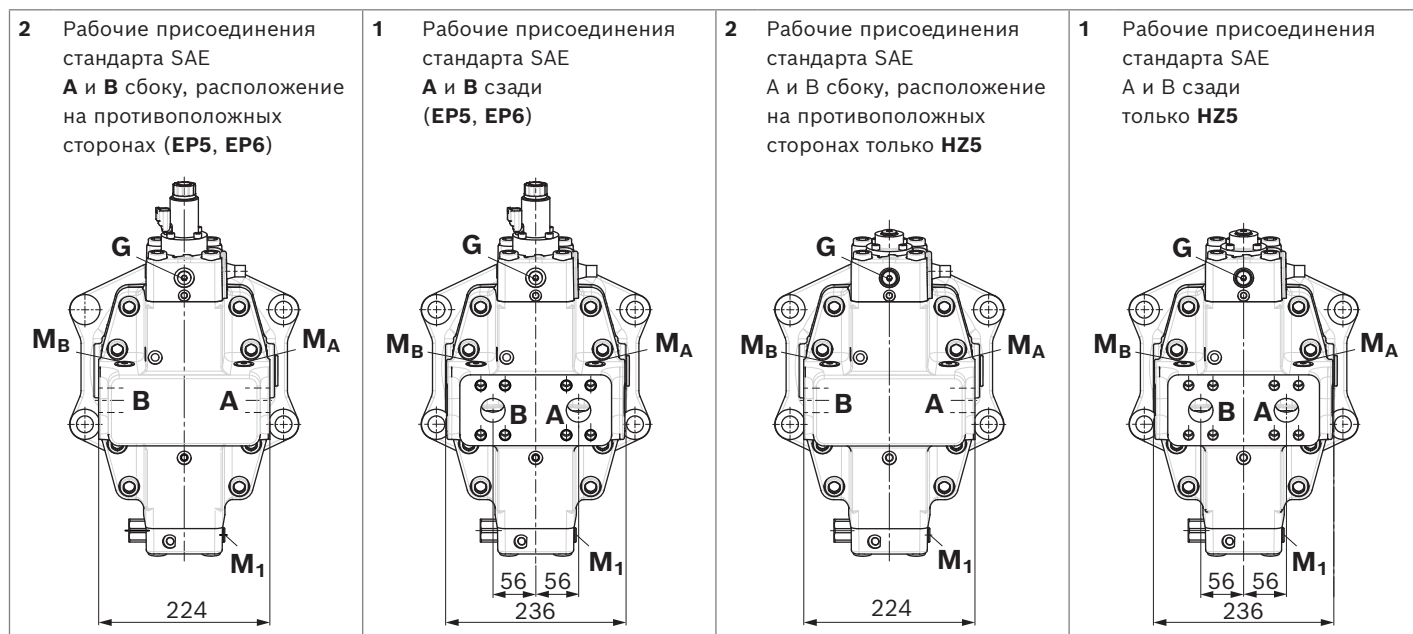 2 Рабочие присоединения
стандарта SAE
A и B сбоку, расположение
на противоположных
сторонах (EP5, EP6)
G
MB
MA
B
A
M1
224
1 Рабочие присоединения
стандарта SAE
A и B сзади
(EP5, EP6)
G
MB
MA
B
A
M1
56
56
236
2 Рабочие присоединения
стандарта SAE
A и B сбоку, расположение
на противоположных
сторонах только HZ5
G
MB
MA
B
A
M1
224
1 Рабочие присоединения
стандарта SAE
A и B сзади
только HZ5
G
MB
MA
B
A
M1
56
56
236